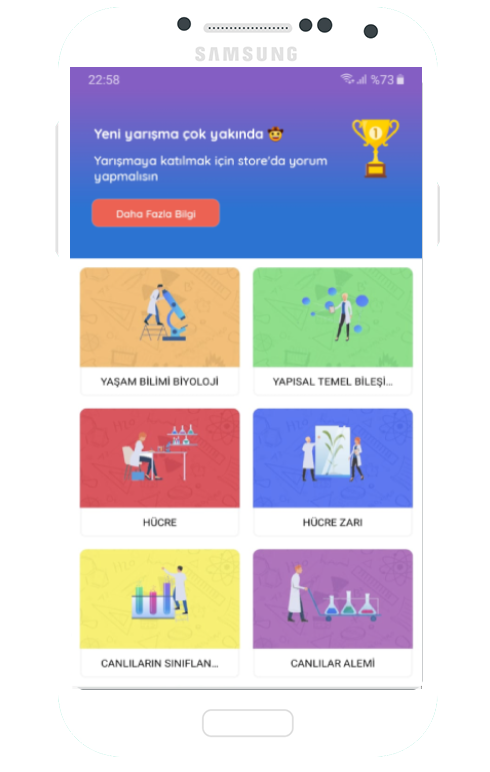 SAMSUNG
22:58
%73
Yeni yarışma çok yakında
1
Yarışmaya katılmak için store'da yorum
yapmalısın
Daha Fazla Bilgi
YAŞAM BİLİMİ BİYOLOJİ
YAPISAL TEMEL BİLEŞİ...
HÜCRE
HÜCRE ZARI
CANLILARIN SINIFLAN...
CANLILAR ALEMİ